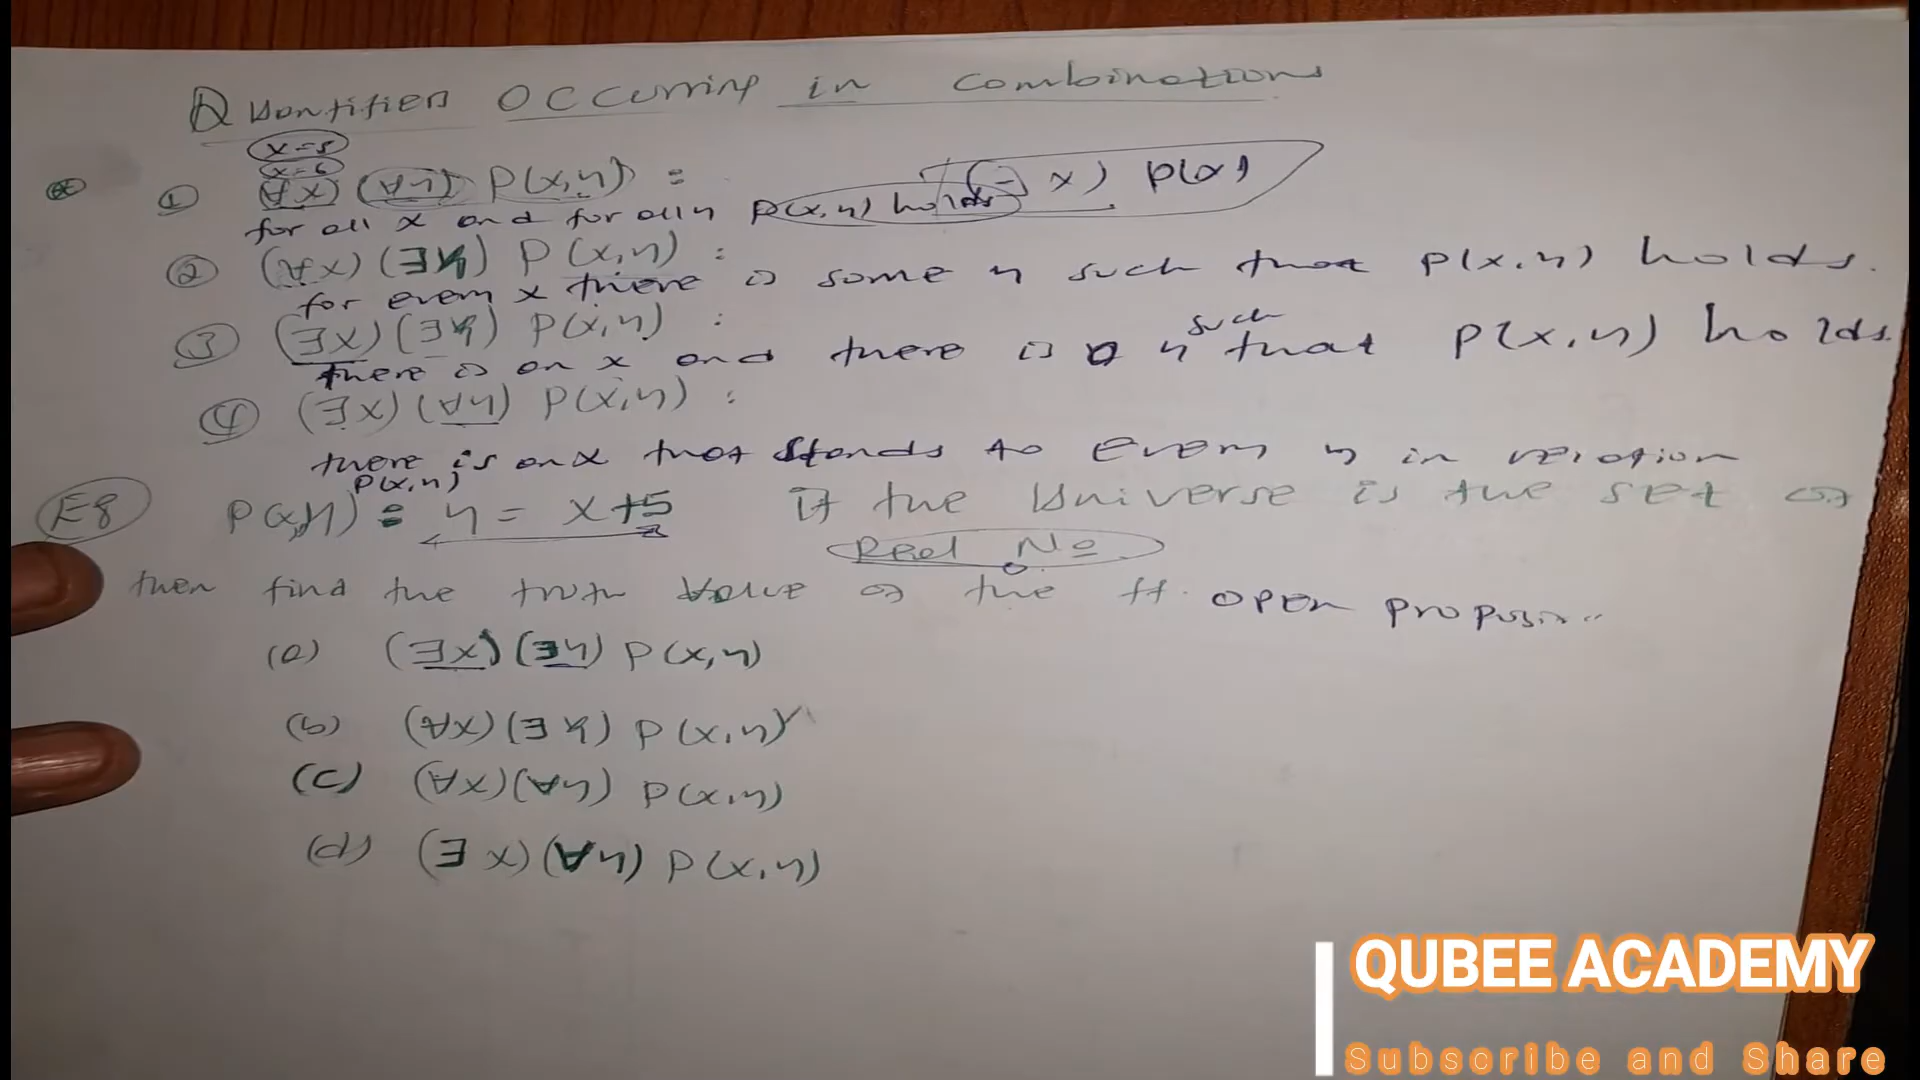 Quantifiers Occurring in Combinations
x=5
x=6
① (∀x) (∀y) P(x,y) :
(∃x) P(x)
for all x and for all y P(x,y) holds
② (∀x) (∃y) P(x,y) :
for every x there is some y such that P(x,y) holds.
③ (∃x) (∃y) P(x,y) :
there is an x and there is a y such that P(x,y) holds.
④ (∃x) (∀y) P(x,y) :
there is an x that stands to every y in relation
P(x,y)
Eg P(x,y) : y = x+5 If the Universe is the set of
Real No
then find the truth value of the ff. open
(a) (∃x) (∃y) P(x,y)
(b) (∀x) (∃y) P(x,y)
(c) (∀x) (∀y) P(x,y)
(d) (∃x) (∀y) P(x,y)
QUBEE ACADEMY
Subscribe and Share